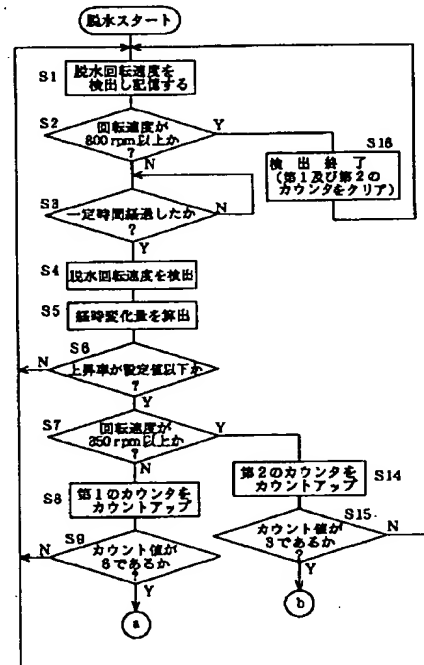 脱水スタート
S1
脱水回転速度を
検出し記憶する
S2
回転速度が
800rpm以上か
?
Y
N
S16
検出終了
(第1及び第2の
カウンタをクリア)
S3
一定時間経過したか
?
N
Y
S4
脱水回転速度を検出
S5
経時変化量を算出
S6
上昇率が設定値以下か
?
N
Y
S7
回転速度が
350rpm以上か
?
Y
N
S8
第1のカウンタを
カウントアップ
S14
第2のカウンタを
カウントアップ
S9
カウント値が
6であるか
?
N
Y
a
S15
カウント値が
3であるか
?
N
Y
b